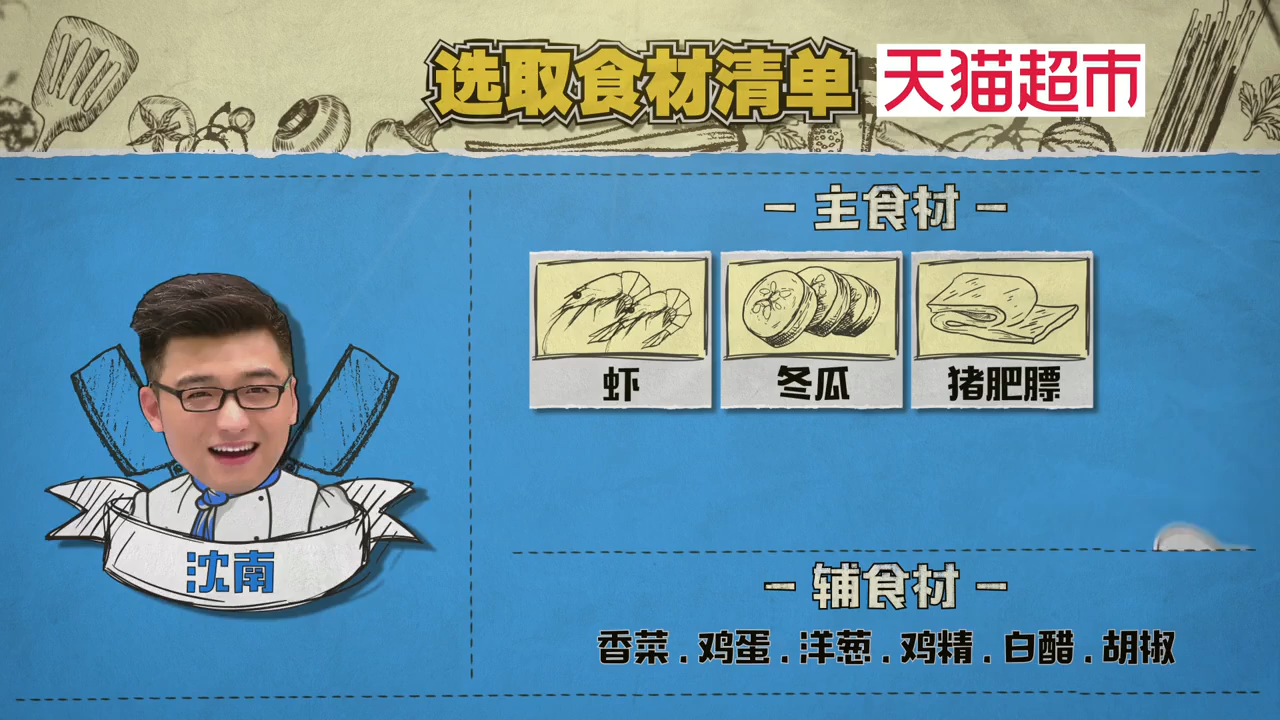 选取食材清单 天猫超市
主食材
虾 冬瓜 猪肥膘
沈南
辅食材
香菜 . 鸡蛋 . 洋葱 . 鸡精 . 白醋 . 胡椒